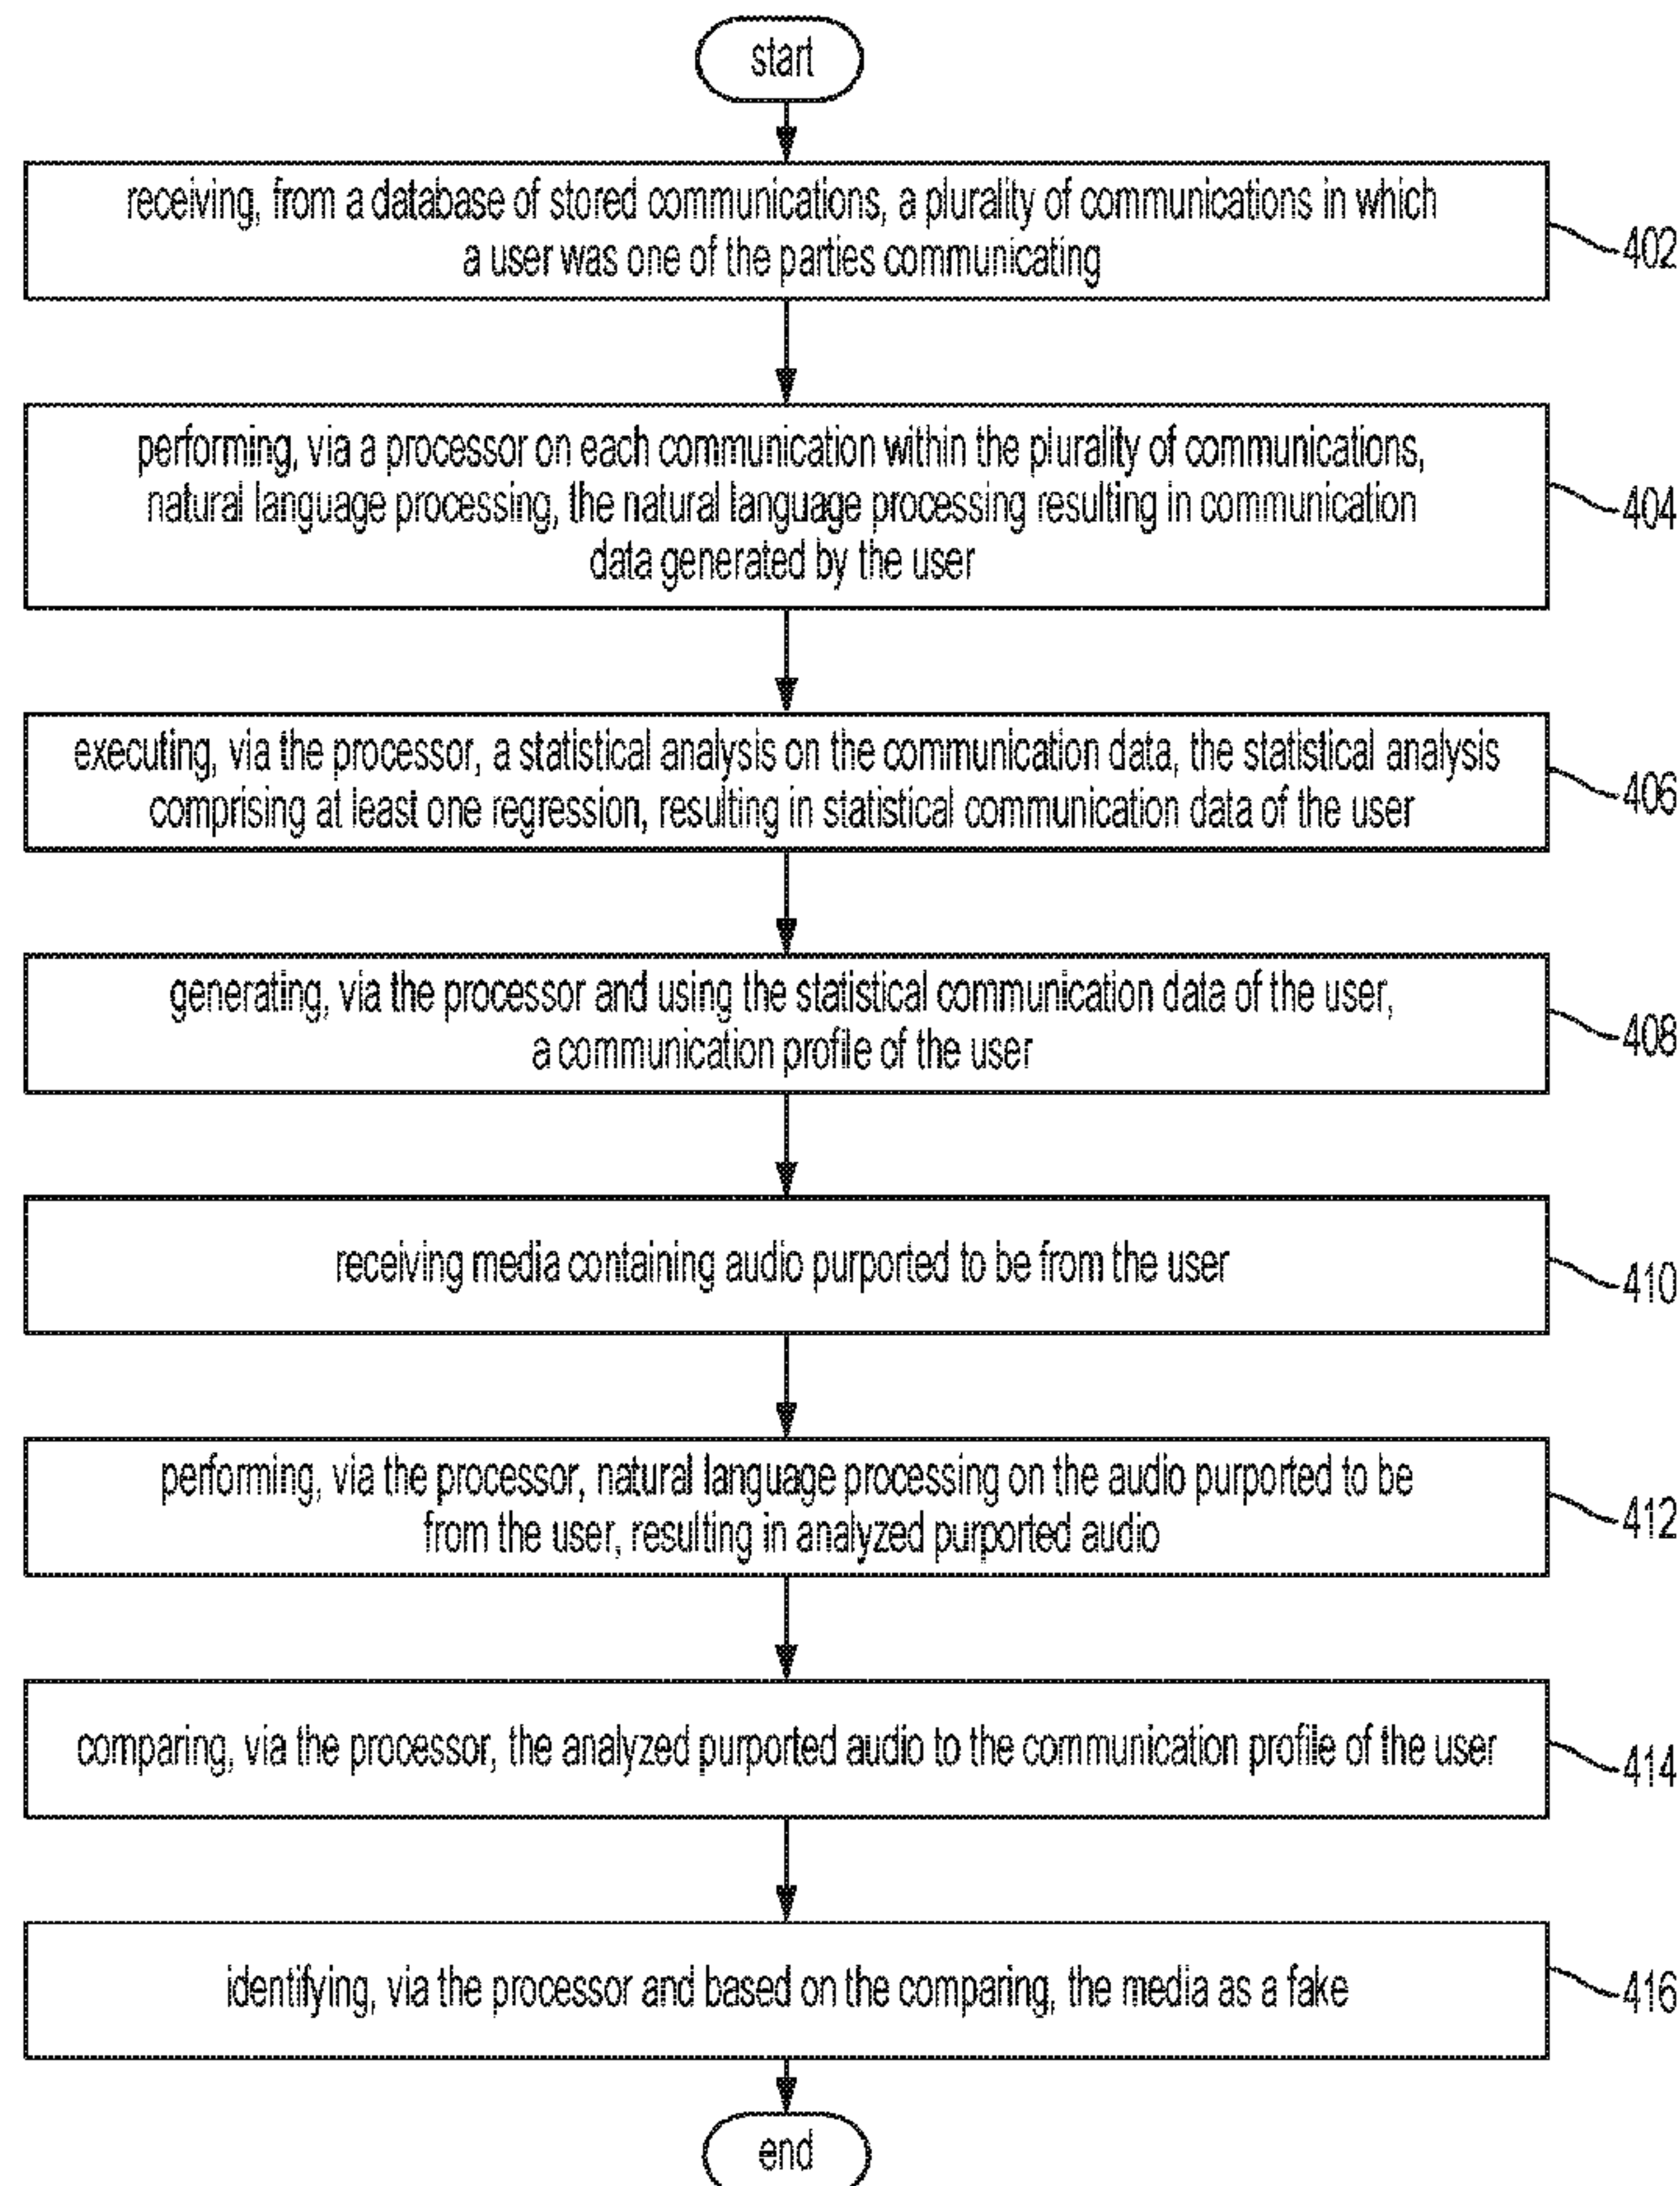 start
receiving, from a database of stored communications, a plurality of communications in which
a user was one of the parties communicating
402
performing, via a processor on each communication within the plurality of communications,
natural language processing, the natural language processing resulting in communication
data generated by the user
404
executing, via the processor, a statistical analysis on the communication data, the statistical analysis
comprising at least one regression, resulting in statistical communication data of the user
406
generating, via the processor and using the statistical communication data of the user,
a communication profile of the user
408
receiving media containing audio purported to be from the user
410
performing, via the processor, natural language processing on the audio purported to be
from the user, resulting in analyzed purported audio
412
comparing, via the processor, the analyzed purported audio to the communication profile of the user
414
identifying, via the processor and based on the comparing, the media as a fake
416
end